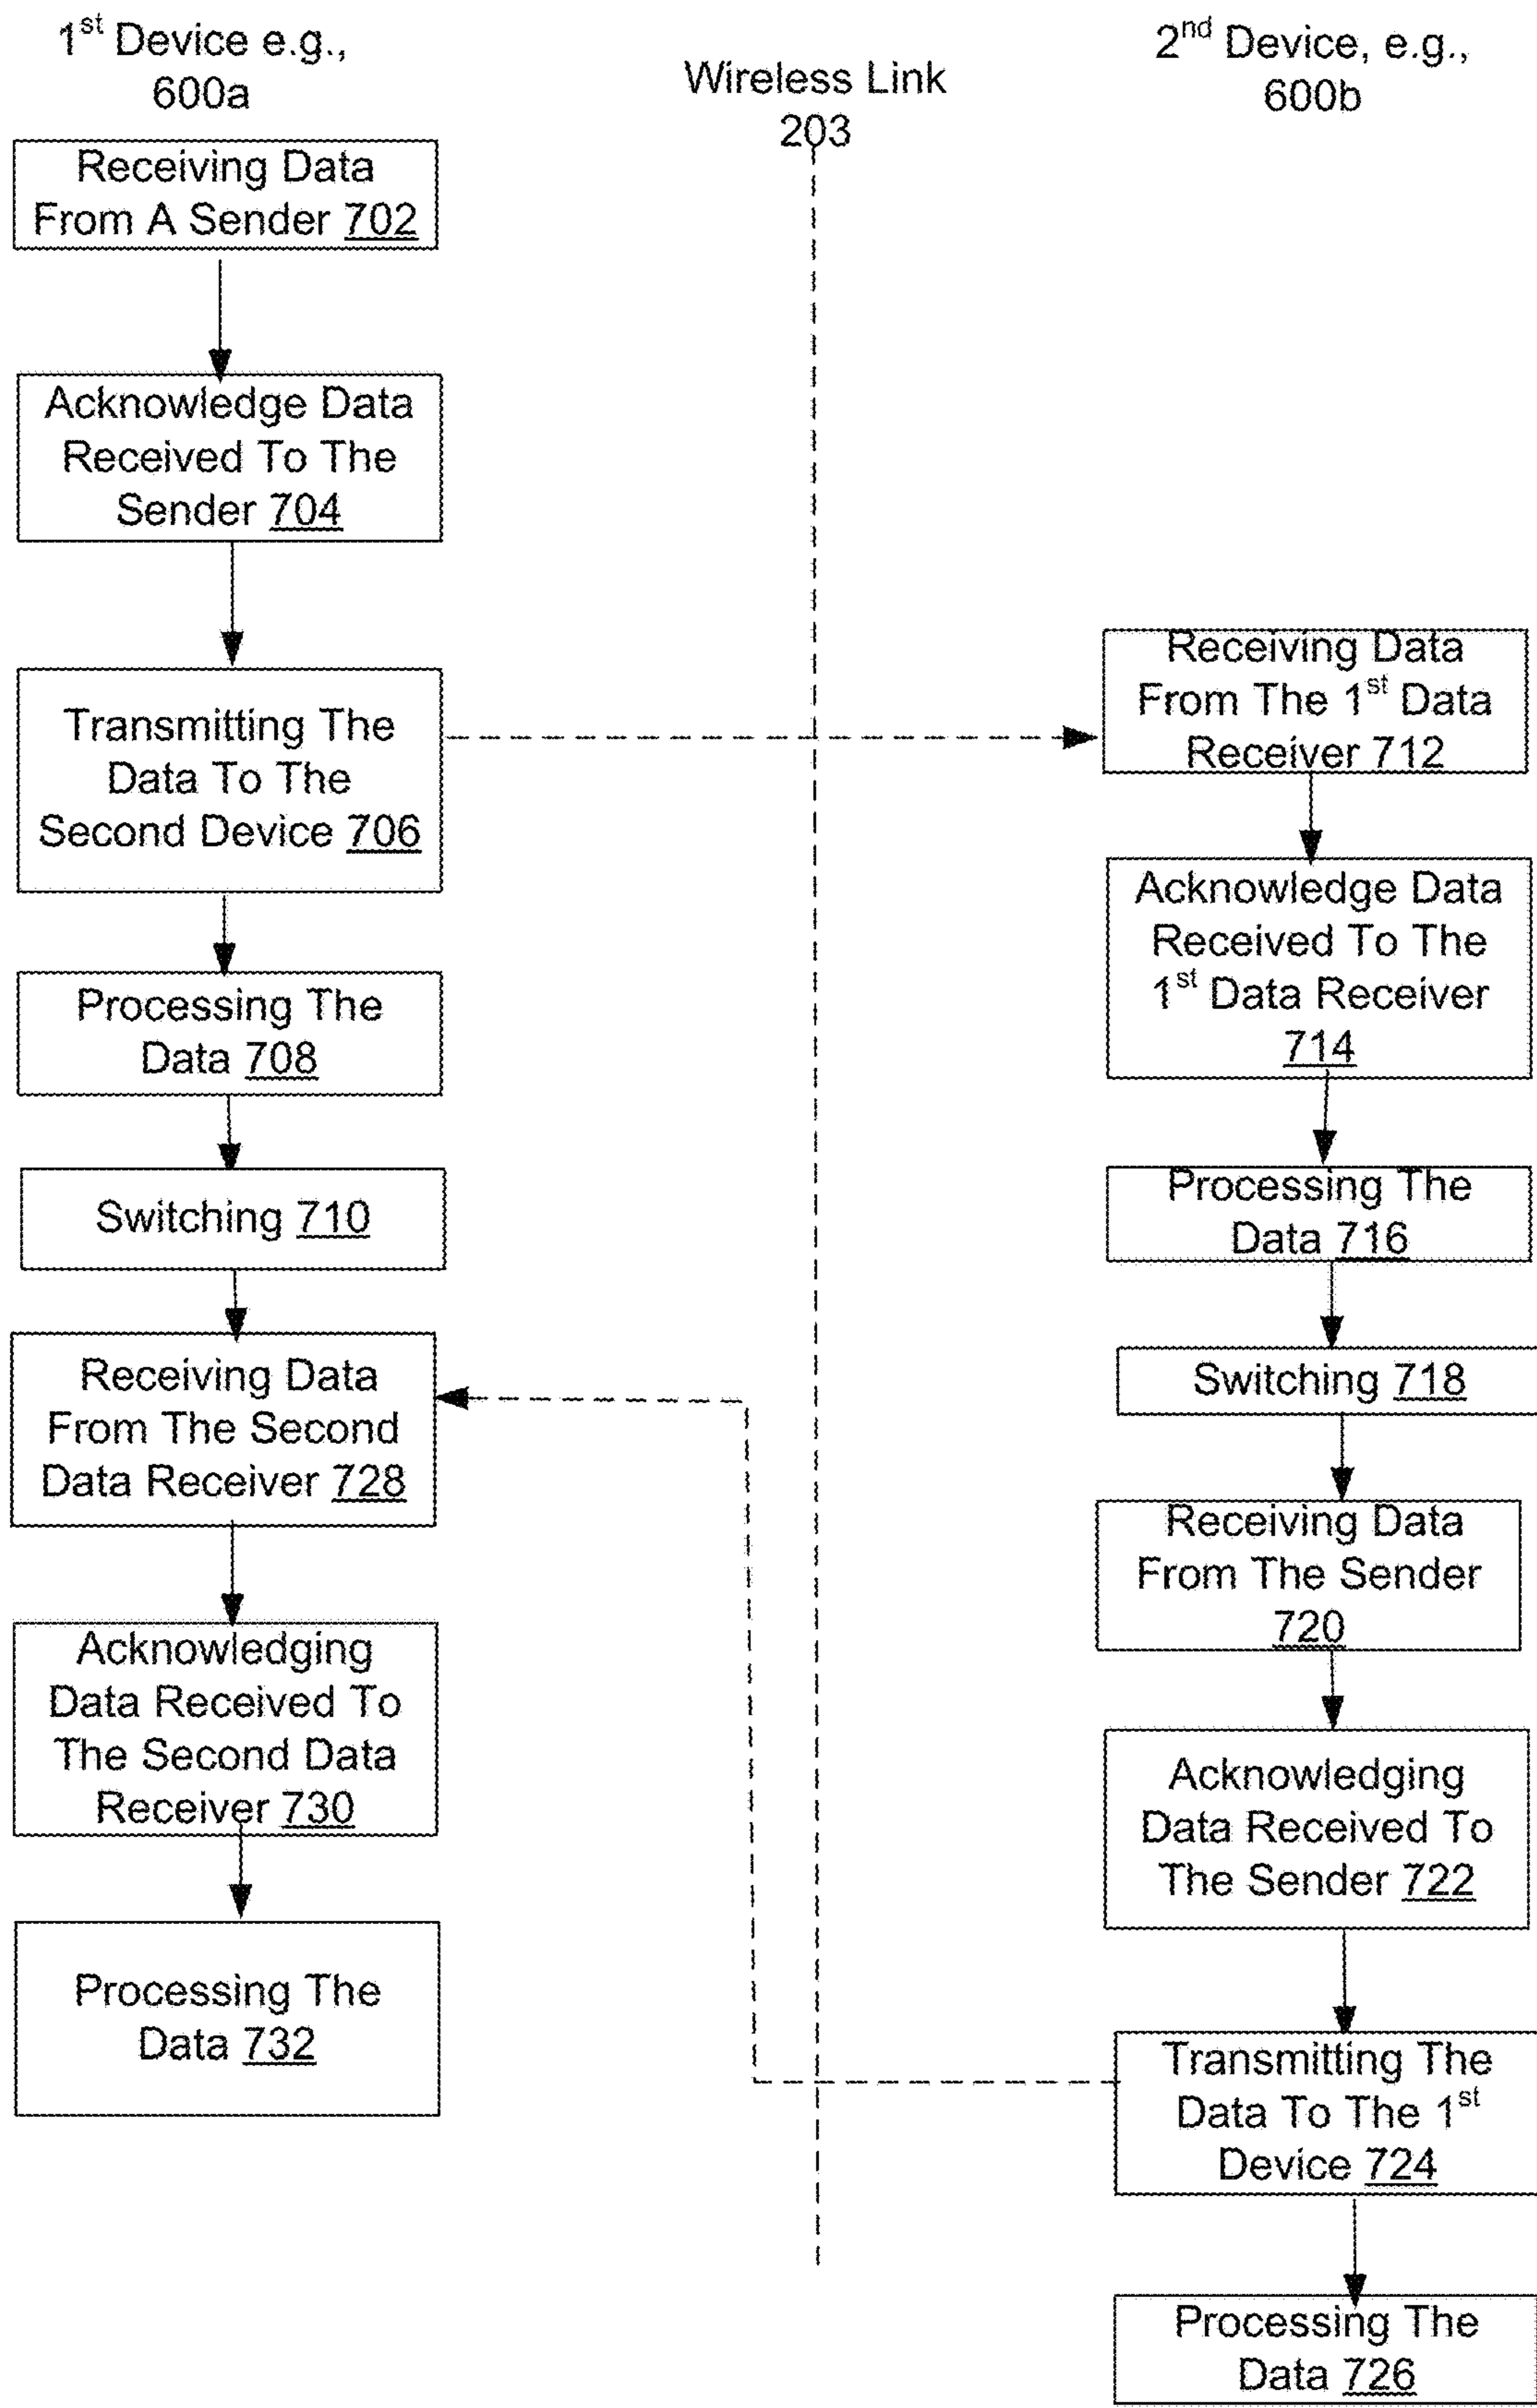 1st Device e.g.,
600a
Wireless Link
203
2nd Device, e.g.,
600b
Receiving Data
From A Sender 702
Acknowledge Data
Received To The
Sender 704
Transmitting The
Data To The
Second Device 706
Processing The
Data 708
Switching 710
Receiving Data
From The Second
Data Receiver 728
Acknowledging
Data Received To
The Second Data
Receiver 730
Processing The
Data 732
Receiving Data
From The 1st Data
Receiver 712
Acknowledge Data
Received To The
1st Data Receiver
714
Processing The
Data 716
Switching 718
Receiving Data
From The Sender
720
Acknowledging
Data Received To
The Sender 722
Transmitting The
Data To The 1st
Device 724
Processing The
Data 726